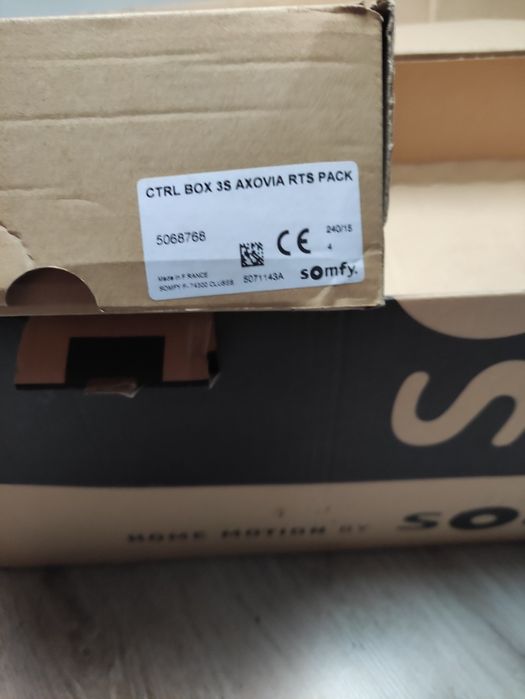 CTRL BOX 3S AXOVIA RTS PACK
5068768
CE
240/15
4
Made in FRANCE
SOMFY F- 74300 CLUSES
5071143A
somfy.
HOME MOTION BY